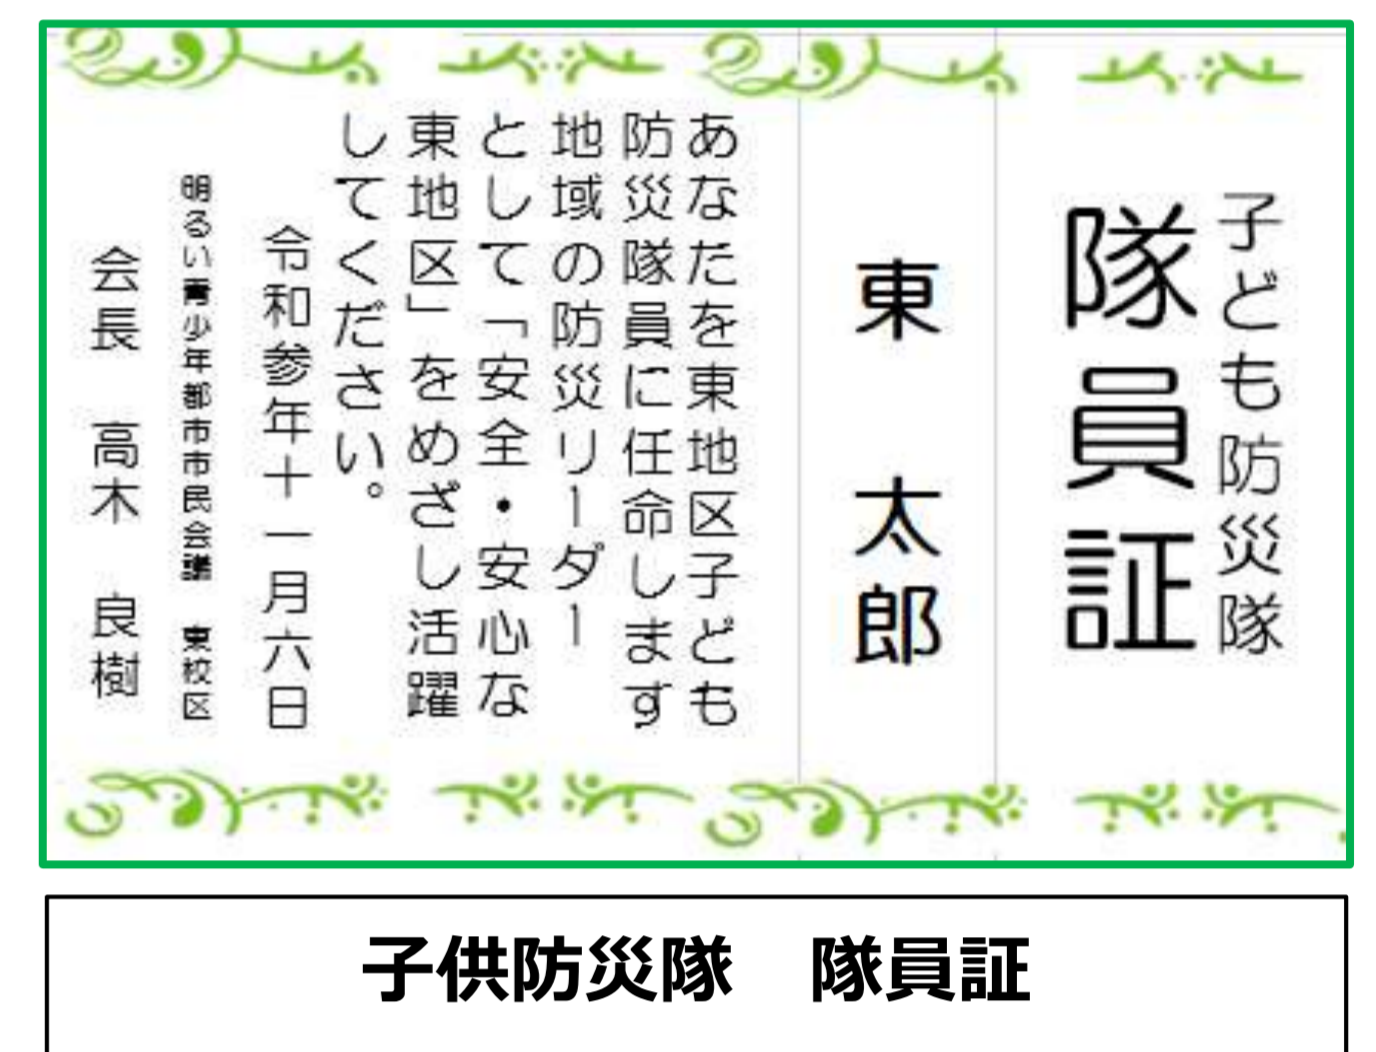 子ども防災隊
隊員証
東　太郎
あなたを東地区子ども
防災隊員に任命します
地域の防災リーダー
として「安全・安心な
東地区」をめざし活躍
してください。
令和参年十一月六日
明るい青少年都市市民会議　東校区
会長　高木　良樹
子供防災隊　隊員証